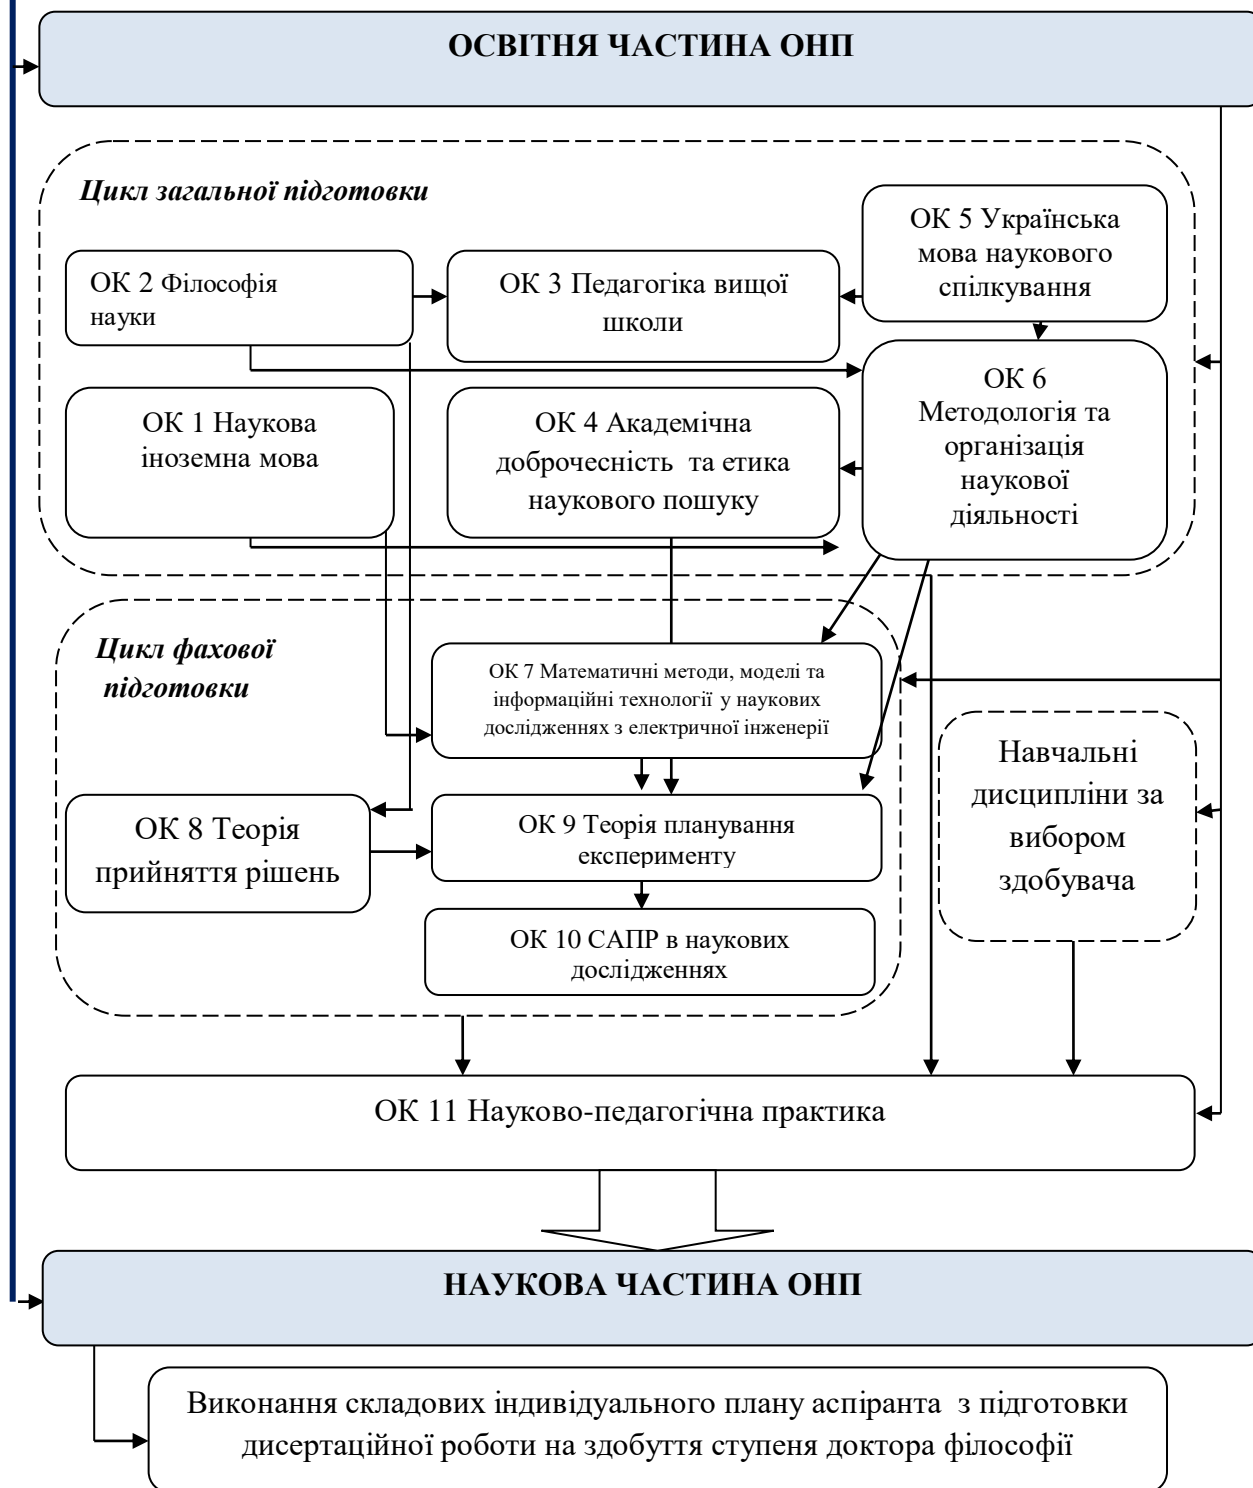 ОСВІТНЯ ЧАСТИНА ОНП
Цикл загальної підготовки
ОК 5 Українська
мова наукового
спілкування
ОК 2 Філософія
науки
ОК 3 Педагогіка вищої
школи
ОК 6
Методологія та
організація
наукової
діяльності
ОК 1 Наукова
іноземна мова
ОК 4 Академічна
доброчесність та етика
наукового пошуку
Цикл фахової
підготовки
ОК 7 Математичні методи, моделі та
інформаційні технології у наукових
дослідженнях з електричної інженерії
Навчальні
дисципліни за
вибором
здобувача
ОК 8 Теорія
прийняття рішень
ОК 9 Теорія планування
експерименту
ОК 10 САПР в наукових
дослідженнях
ОК 11 Науково-педагогічна практика
НАУКОВА ЧАСТИНА ОНП
Виконання складових індивідуального плану аспіранта з підготовки
дисертаційної роботи на здобуття ступеня доктора філософії